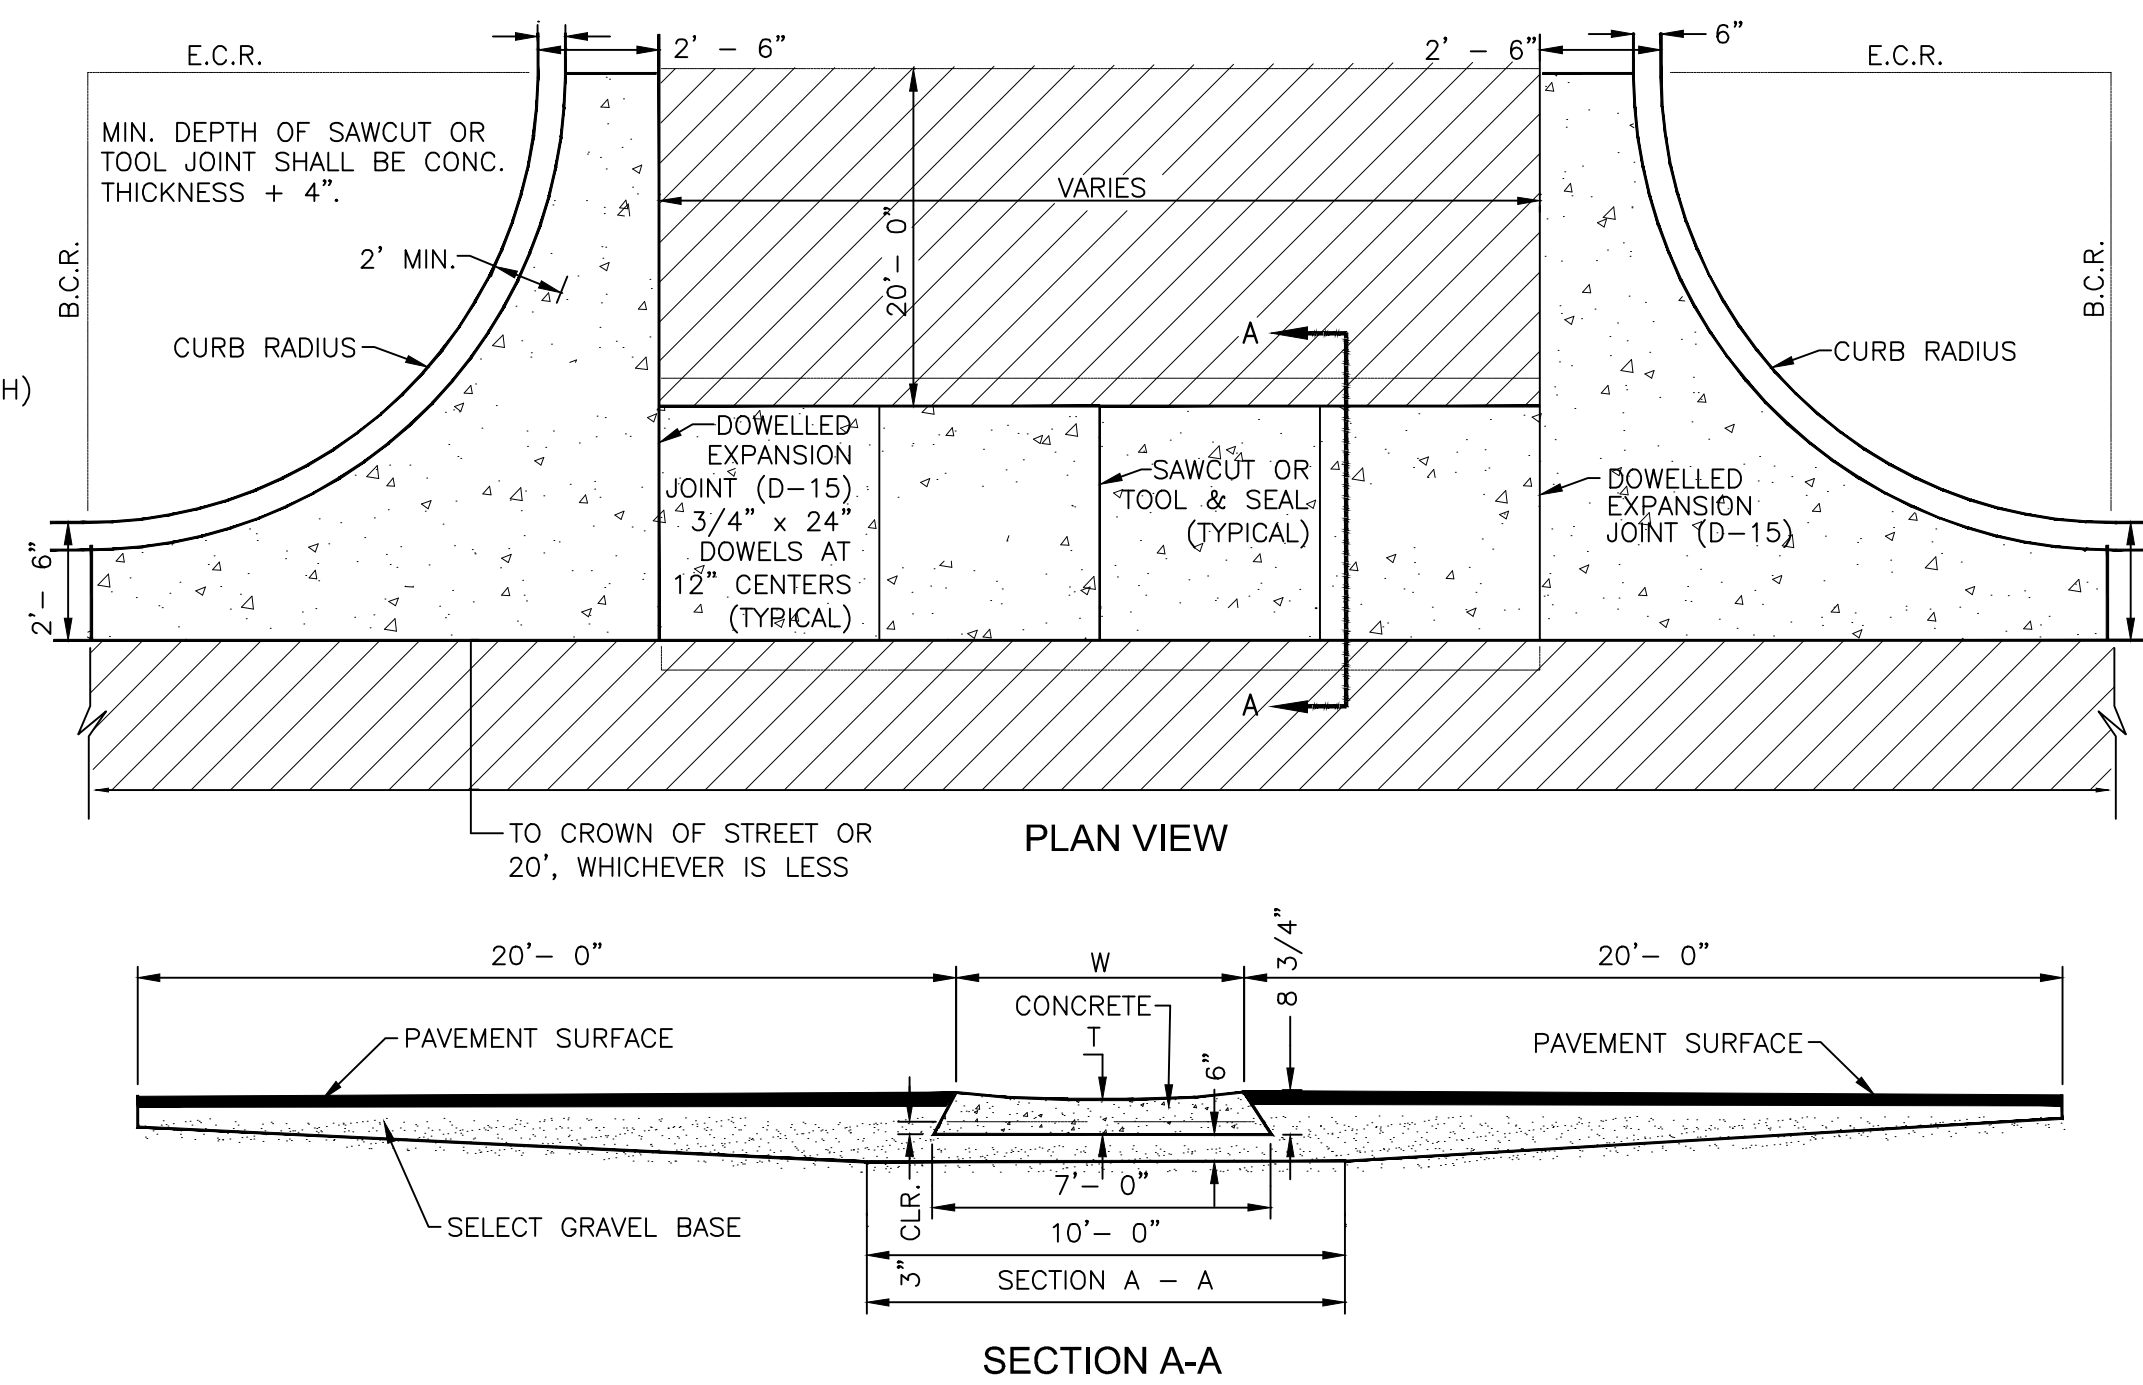 2' - 6"
2' - 6"
6"
E.C.R.
E.C.R.
MIN. DEPTH OF SAWCUT OR
TOOL JOINT SHALL BE CONC.
THICKNESS + 4".
VARIES
20'- 0"
B.C.R.
B.C.R.
2' MIN.
A
CURB RADIUS
CURB RADIUS
H)
DOWELLED
EXPANSION
JOINT (D-15)
3/4" x 24"
DOWELS AT
12" CENTERS
(TYPICAL)
SAWCUT OR
TOOL & SEAL
(TYPICAL)
DOWELLED
EXPANSION
JOINT (D-15)
2'- 6"
A
TO CROWN OF STREET OR
20', WHICHEVER IS LESS
PLAN VIEW
20'- 0"
W
8 3/4"
20'- 0"
CONCRETE
T
PAVEMENT SURFACE
PAVEMENT SURFACE
6"
7'- 0"
3" CLR.
SELECT GRAVEL BASE
10'- 0"
SECTION A - A
SECTION A-A